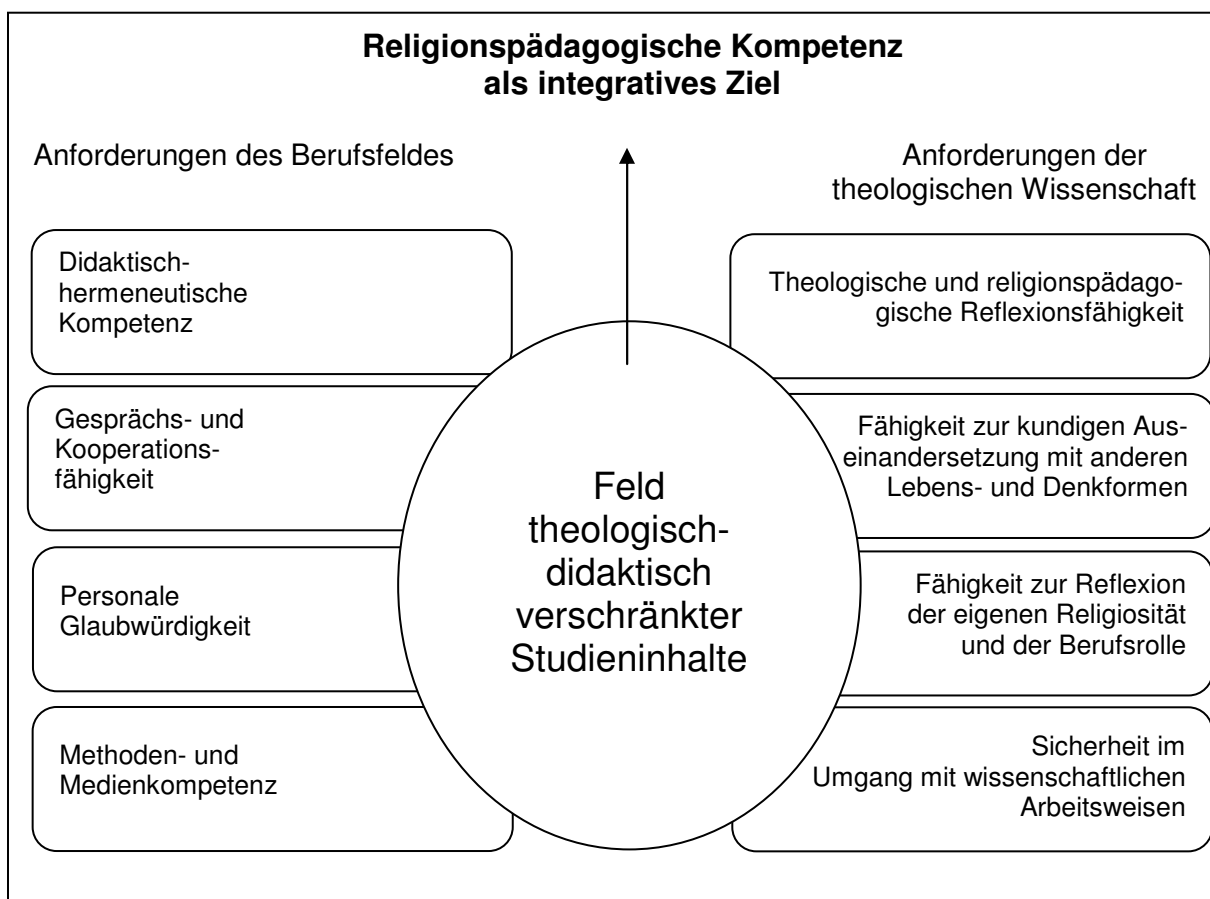 Religionspädagogische Kompetenz
als integratives Ziel
Anforderungen des Berufsfeldes
Anforderungen der
theologischen Wissenschaft
Didaktisch-
hermeneutische
Kompetenz
Gesprächs- und
Kooperations-
fähigkeit
Personale
Glaubwürdigkeit
Methoden- und
Medienkompetenz
Feld
theologisch-
didaktisch
verschränkter
Studieninhalte
Theologische und religionspädago-
gische Reflexionsfähigkeit
Fähigkeit zur kundigen Aus-
einandersetzung mit anderen
Lebens- und Denkformen
Fähigkeit zur Reflexion
der eigenen Religiosität
und der Berufsrolle
Sicherheit im
Umgang mit wissenschaftlichen
Arbeitsweisen